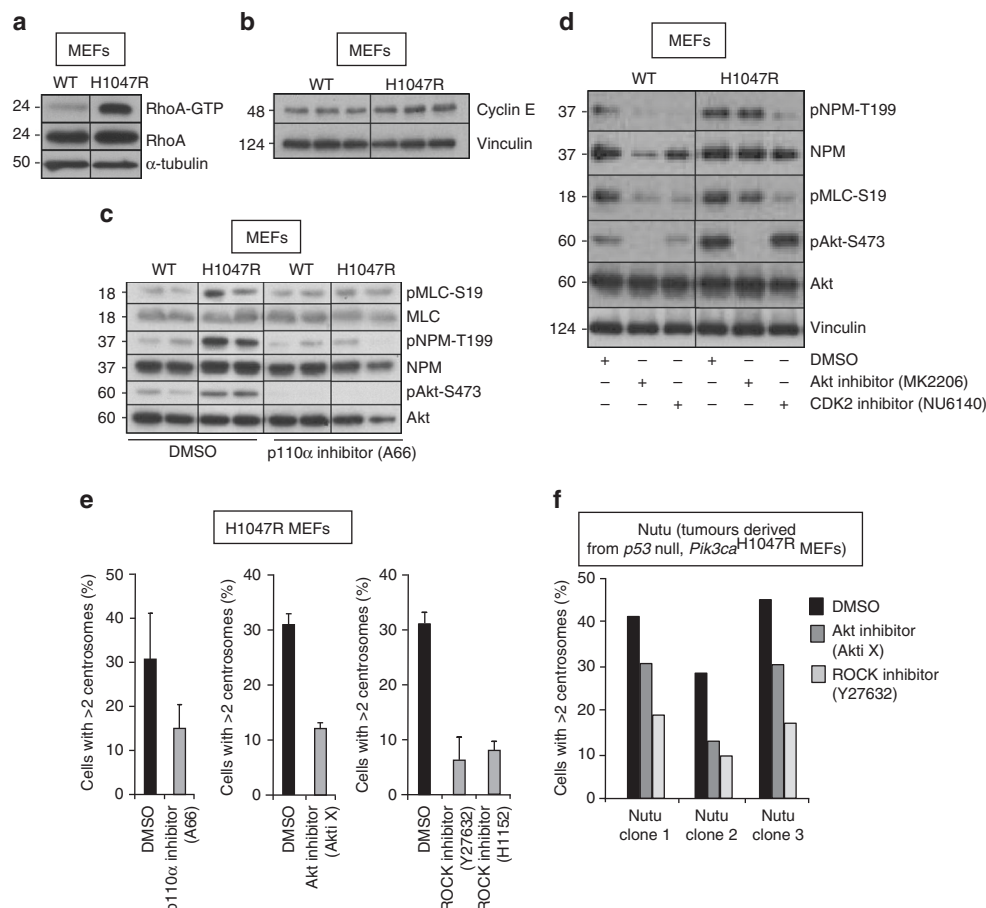 a
MEFs
WT H1047R
24
RhoA-GTP
24
RhoA
50
α-tubulin
b
MEFs
WT H1047R
48
Cyclin E
124
Vinculin
c
MEFs
WT H1047R WT H1047R
18
pMLC-S19
18
MLC
37
pNPM-T199
37
NPM
60
pAkt-S473
60
Akt
DMSO p110α inhibitor (A66)
d
MEFs
WT H1047R
37
pNPM-T199
37
NPM
18
pMLC-S19
60
pAkt-S473
60
Akt
124
Vinculin
+ – – + – – DMSO
– + – – + – Akt inhibitor (MK2206)
– – + – – + CDK2 inhibitor (NU6140)
e
H1047R MEFs
Cells with >2 centrosomes (%)
50
40
30
20
10
0
DMSO
p110α inhibitor
(A66)
Cells with >2 centrosomes (%)
50
40
30
20
10
0
DMSO
Akt inhibitor
(Akti X)
Cells with >2 centrosomes (%)
50
40
30
20
10
0
DMSO
ROCK inhibitor
(Y27632)
ROCK inhibitor
(H1152)
f
Nutu (tumours derived
from p53 null, Pik3caH1047R MEFs)
Cells with >2 centrosomes (%)
50
40
30
20
10
0
Nutu
clone 1
Nutu
clone 2
Nutu
clone 3
DMSO
Akt inhibitor
(Akti X)
ROCK inhibitor
(Y27632)